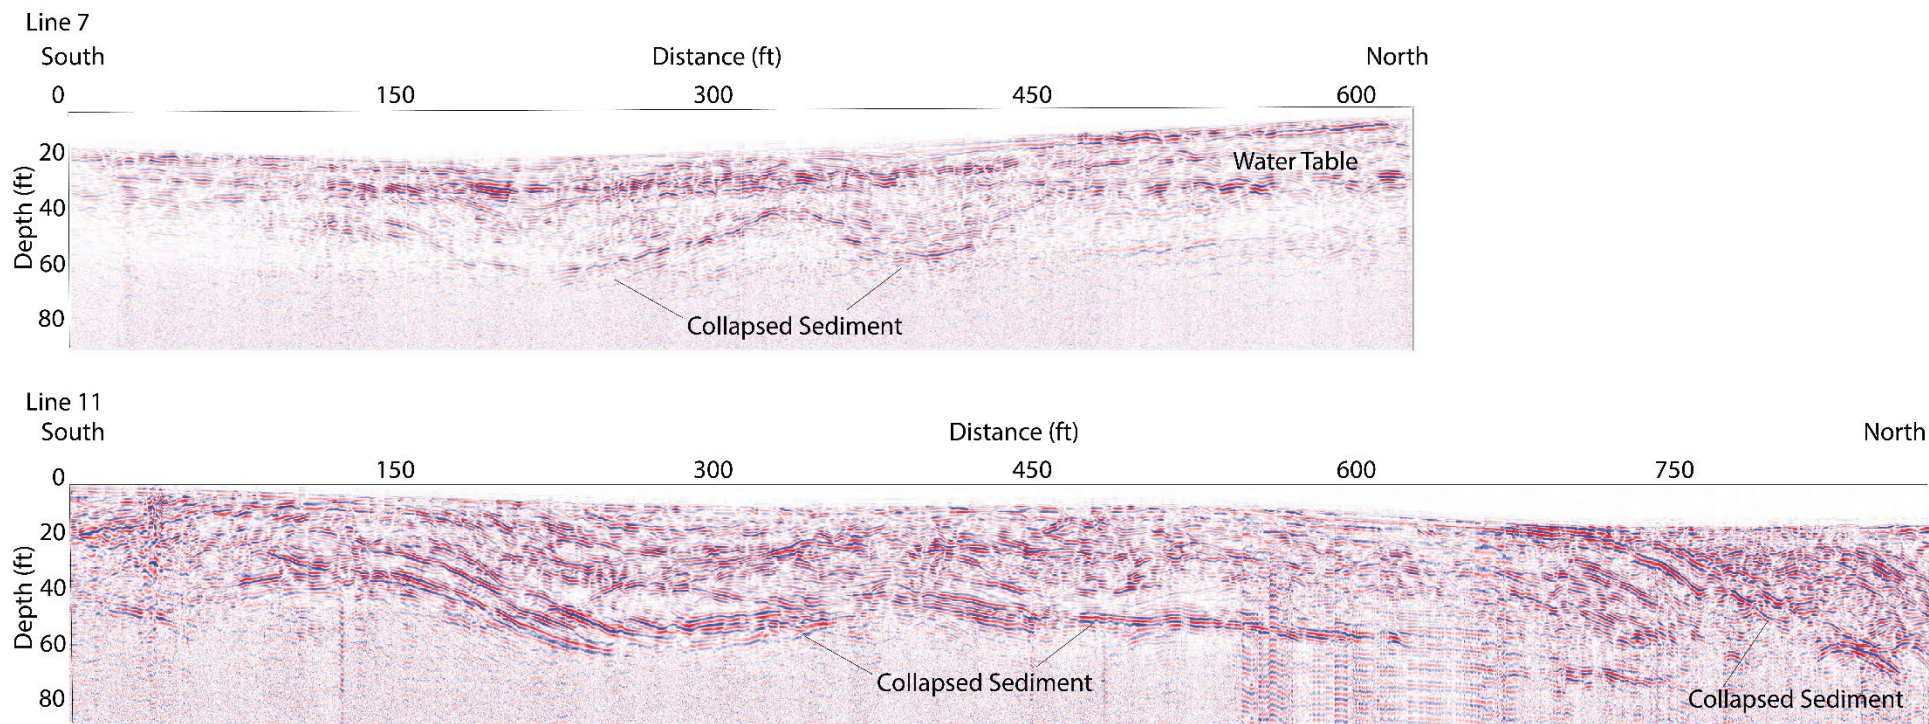 Line 7
South Distance (ft) North
0 150 300 450 600
20
Water Table
Depth (ft)
40
60
80
Collapsed Sediment
Line 11
South Distance (ft) North
0 150 300 450 600 750
20
Depth (ft)
40
60
80
Collapsed Sediment
Collapsed Sediment